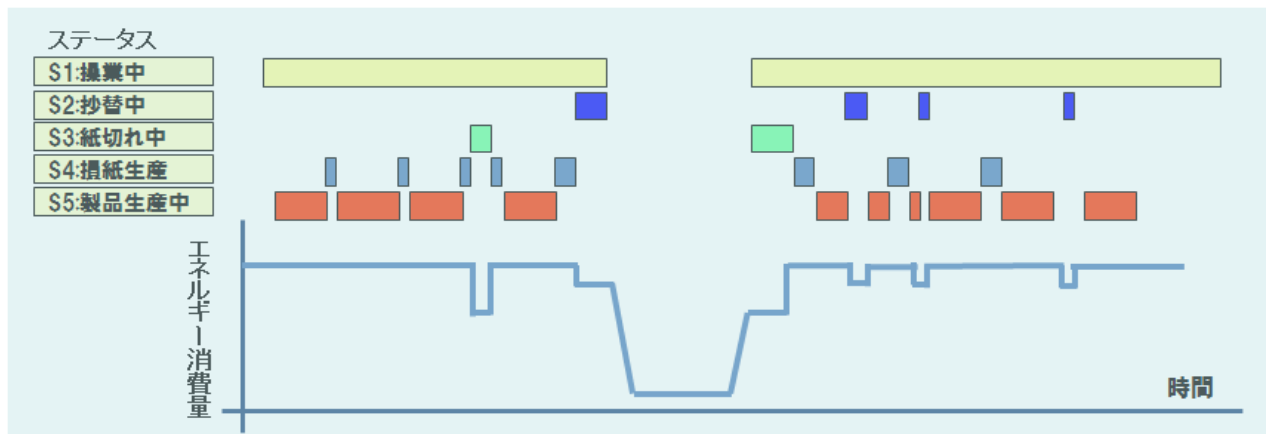 ステータス
S1:操業中
S2:抄替中
S3:紙切れ中
S4:損紙生産
S5:製品生産中
エネルギー消費量
時間